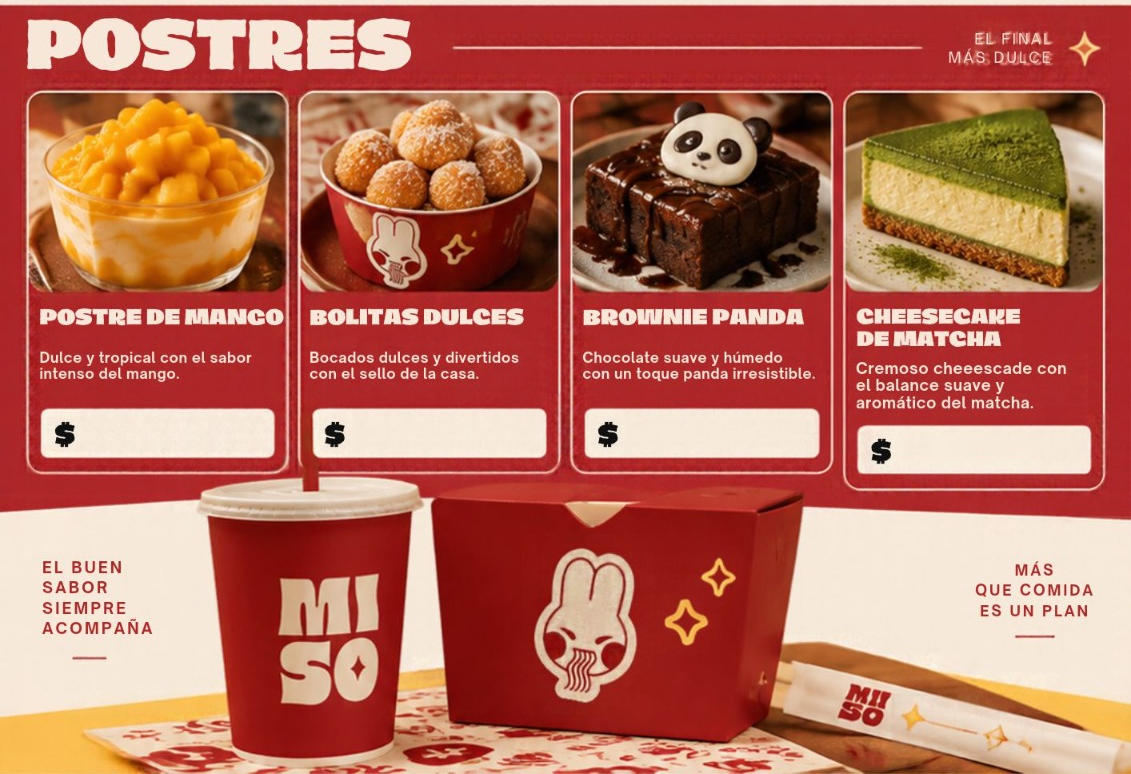 POSTRES
EL FINAL
MÁS DULCE
POSTRE DE MANGO
Dulce y tropical con el sabor
intenso del mango.
$
BOLITAS DULCES
Bocados dulces y divertidos
con el sello de la casa.
$
BROWNIE PANDA
Chocolate suave y húmedo
con un toque panda irresistible.
$
CHEESECAKE
DE MATCHA
Cremoso cheeescade con
el balance suave y
aromático del matcha.
$
EL BUEN
SABOR
SIEMPRE
ACOMPAÑA
MI
SO
MÁS
QUE COMIDA
ES UN PLAN
MII
SO